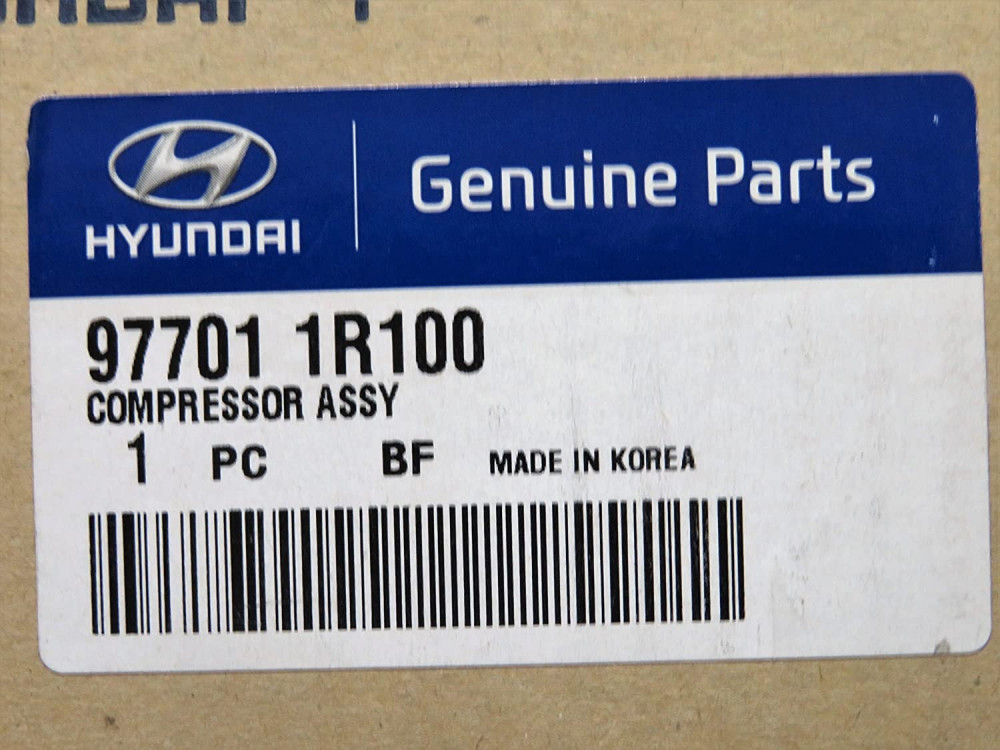 HYUNDAI
Genuine Parts
97701 1R100
COMPRESSOR ASSY
1 PC BF MADE IN KOREA